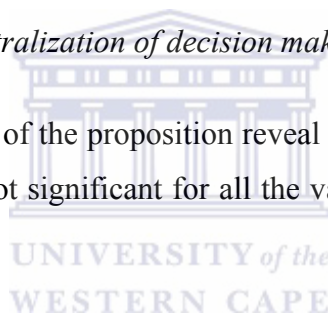 tralization of decision mak
of the proposition reveal
ot significant for all the va
UNIVERSITY of the
WESTERN CAPE